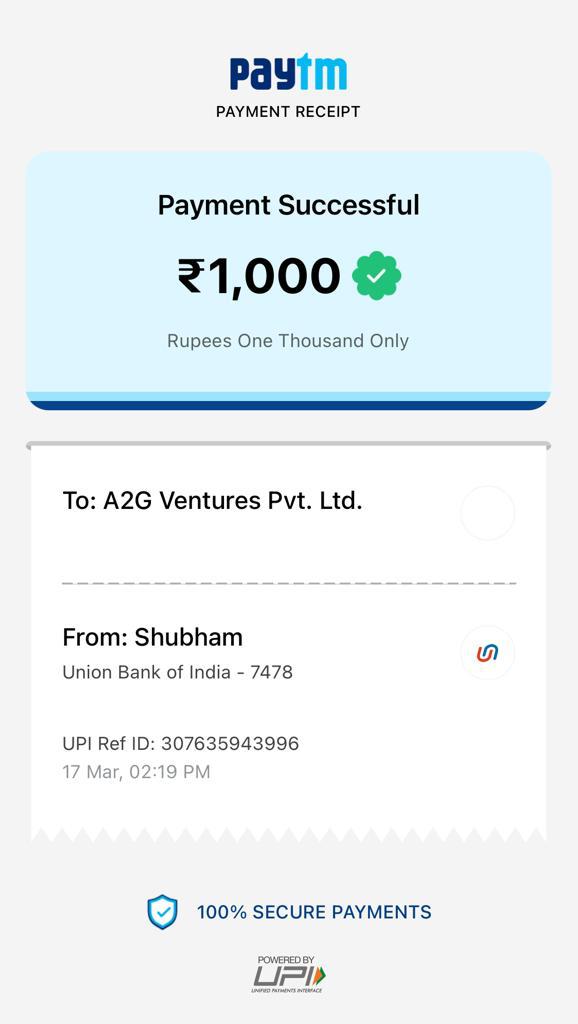 paytm
PAYMENT RECEIPT
Payment Successful
₹1,000
Rupees One Thousand Only
To: A2G Ventures Pvt. Ltd.
From: Shubham
Union Bank of India - 7478
UPI Ref ID: 307635943996
17 Mar, 02:19 PM
100% SECURE PAYMENTS
POWERED BY
UPI
UNIFIED PAYMENTS INTERFACE